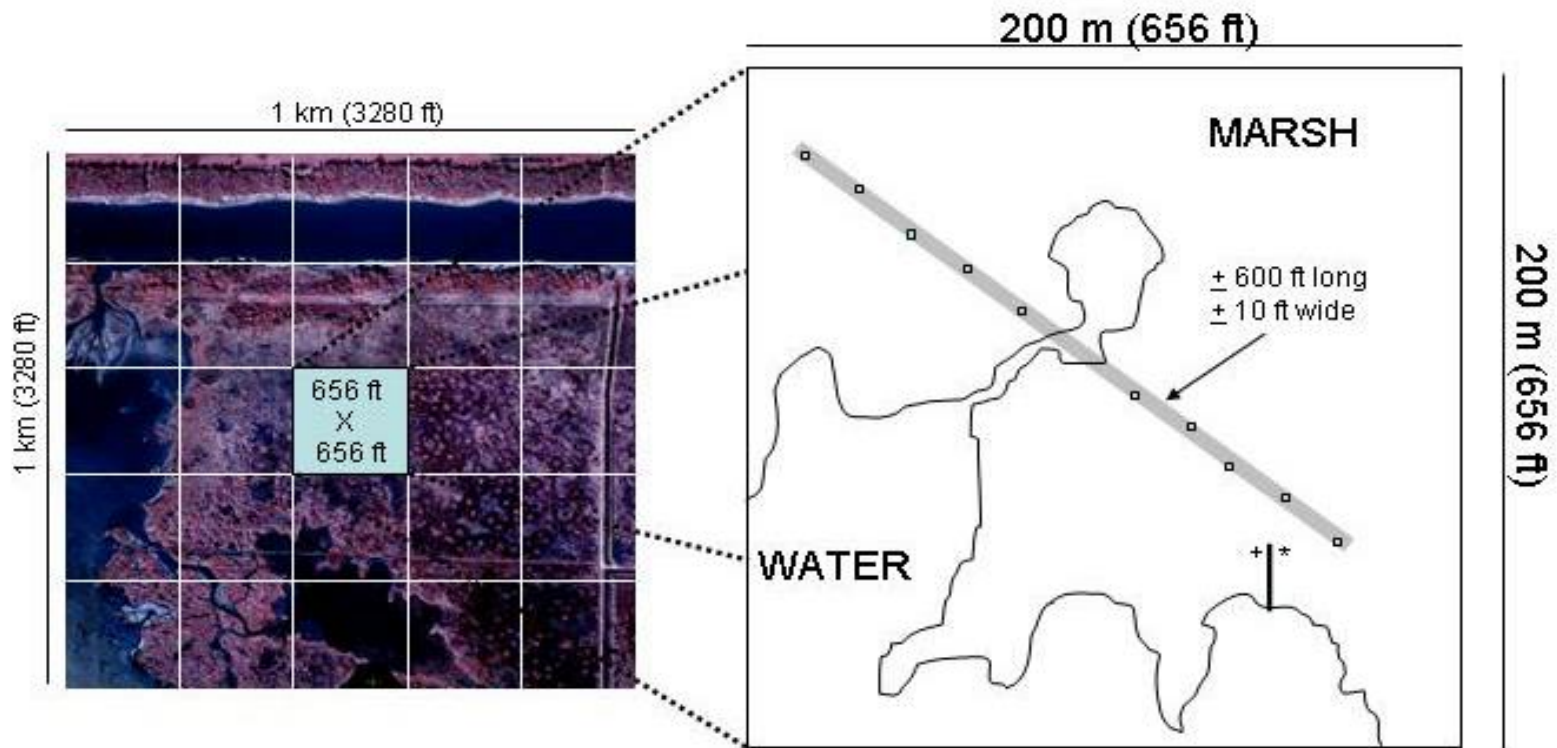 200 m (656 ft)
1 km (3280 ft)
MARSH
1 km (3280 ft)
+ 600 ft long
+ 10 ft wide
200 m (656 ft)
656 ft
X
656 ft
+ *
WATER